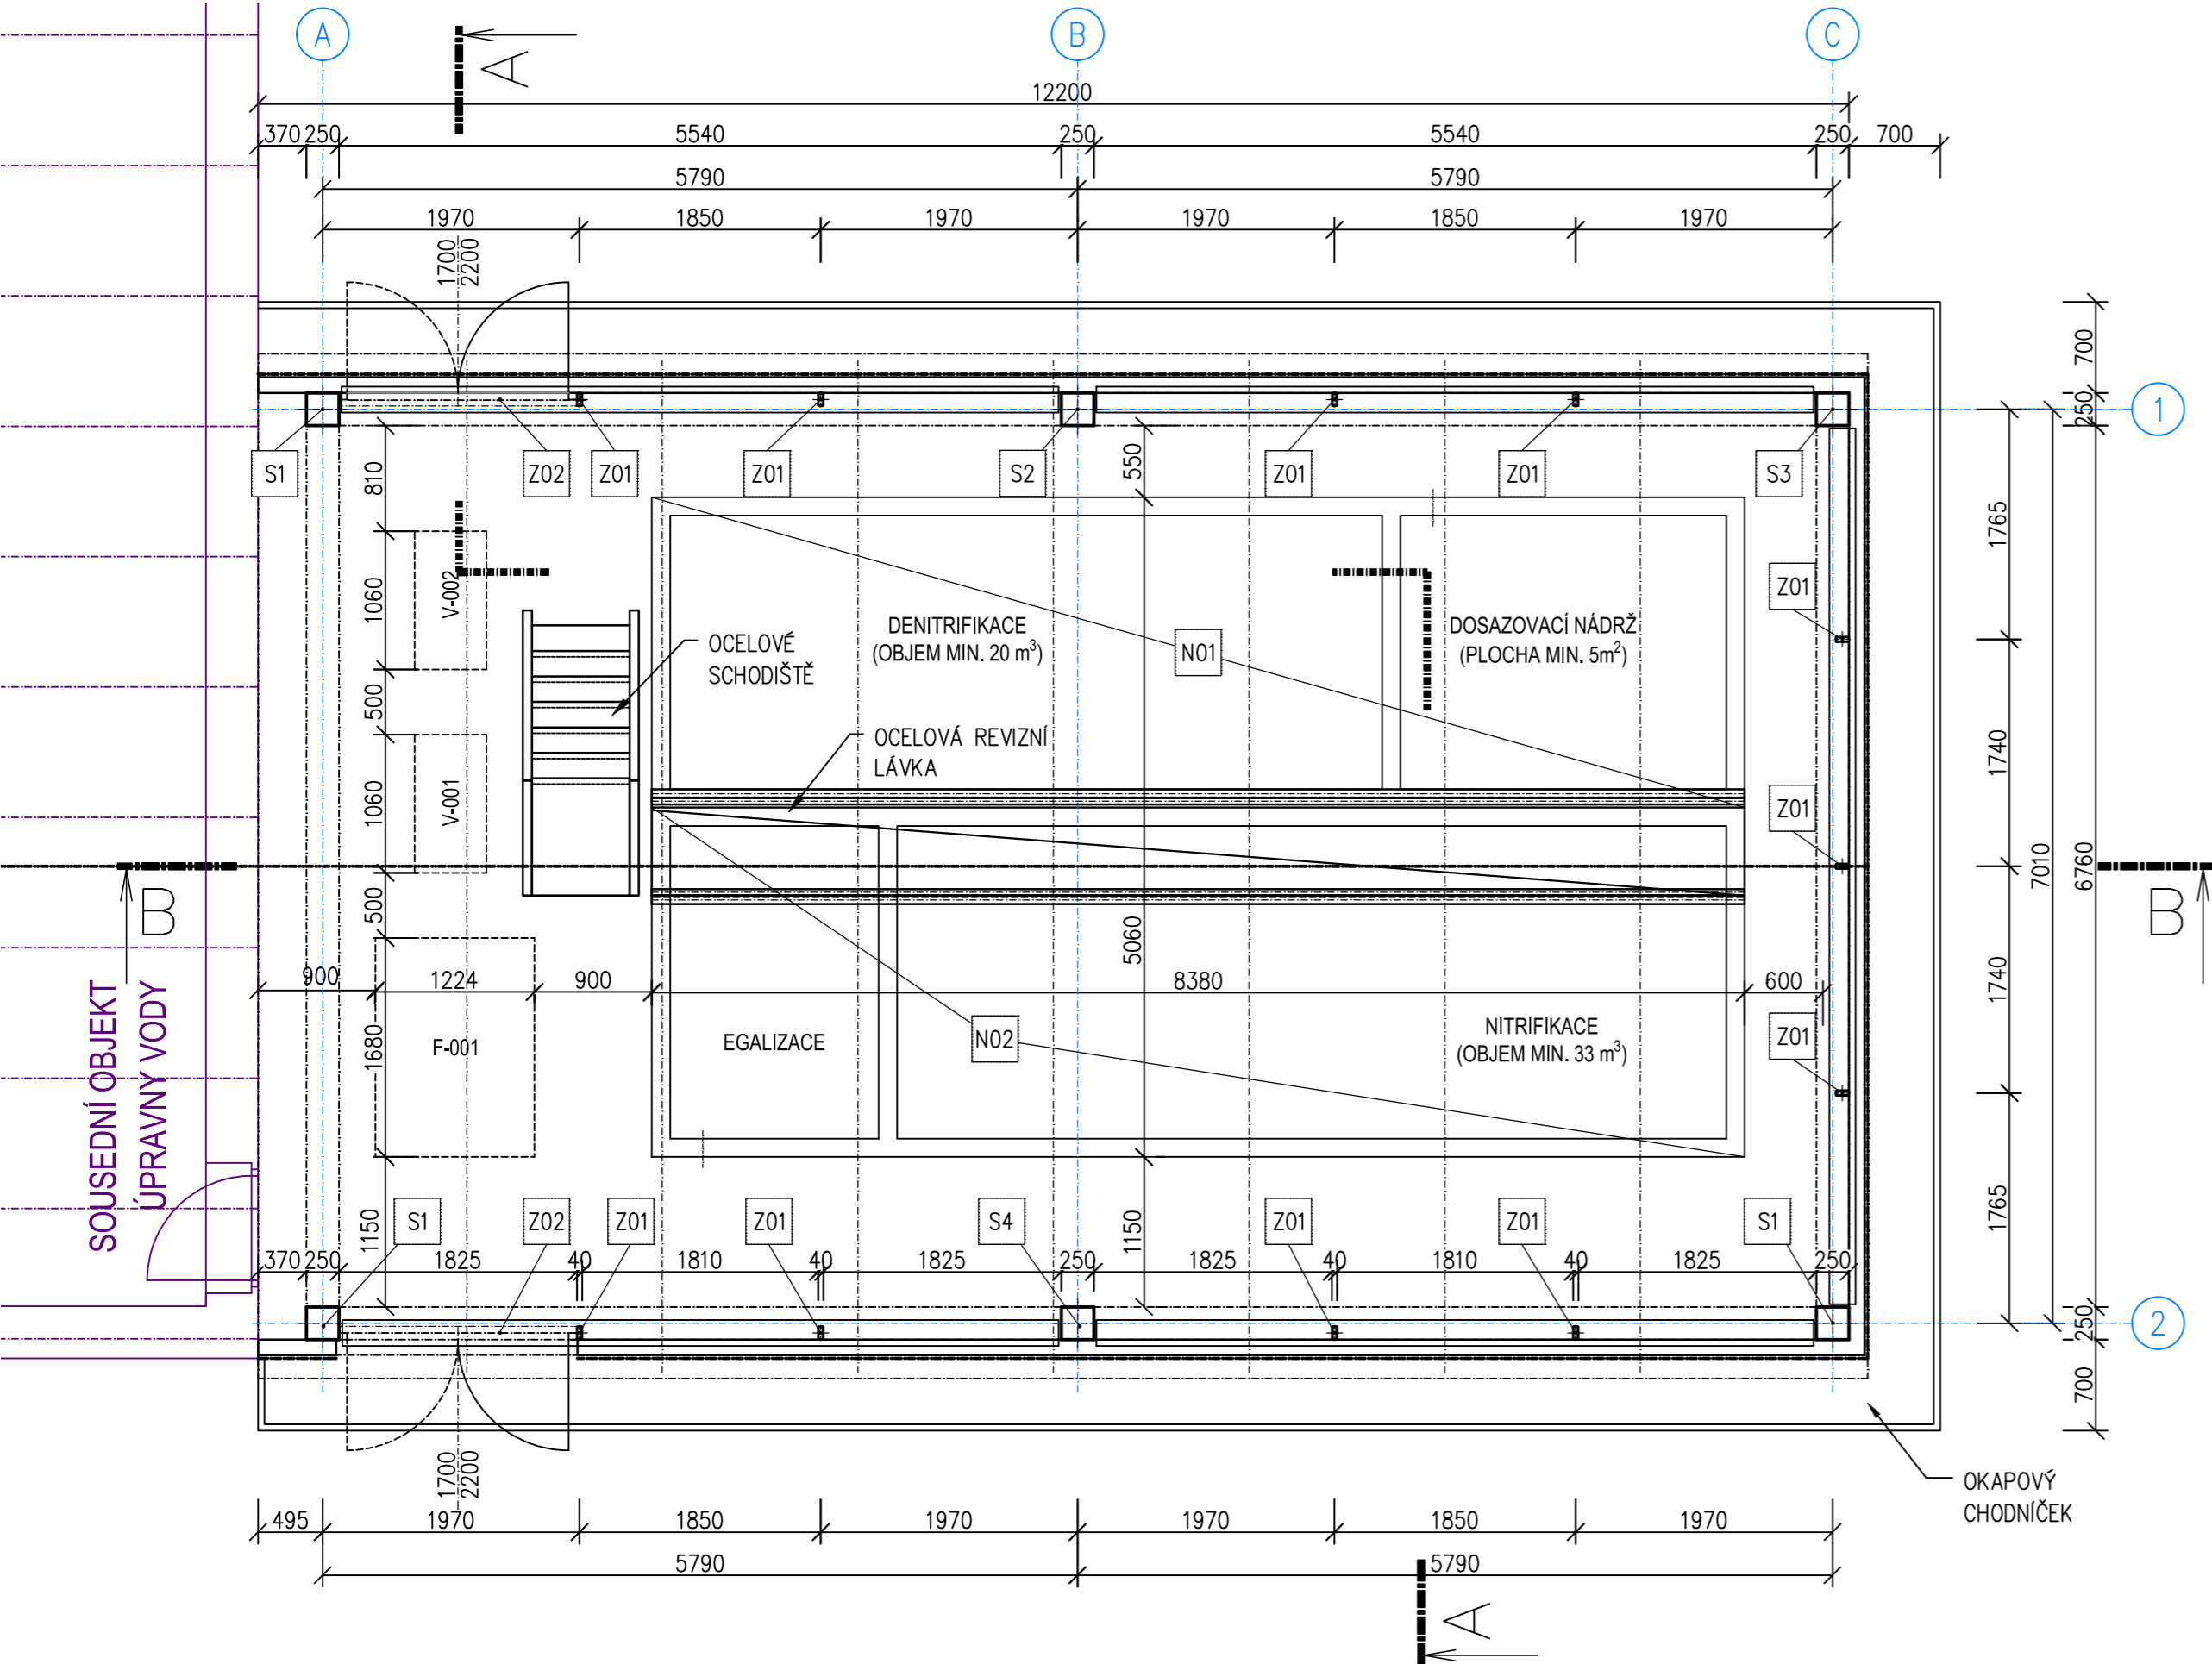 A
B
C
A
12200
370 250 5540 250 5540 250 700
5790 5790
1970 1850 1970 1970 1850 1970
1700
2200
700
250
1
S1
Z02
Z01
Z01
S2
Z01
Z01
S3
810
550
1765
1060
V-002
OCELOVÉ
SCHODIŠTĚ
DENITRIFIKACE
(OBJEM MIN. 20 m³)
N01
DOSAZOVACÍ NÁDRŽ
(PLOCHA MIN. 5m²)
Z01
500
OCELOVÁ REVIZNÍ
LÁVKA
1740
1060
V-001
Z01
7010
6760
B
B
500
5060
900 1224 900 8380 600
1740
SOUSEDNÍ OBJEKT
ÚPRAVNY VODY
1680
F-001
EGALIZACE
N02
NITRIFIKACE
(OBJEM MIN. 33 m³)
Z01
1150
S1
Z02
Z01
Z01
S4
1150
Z01
Z01
S1
1765
370 250 1825 40 1810 40 1825 250 1825 40 1810 40 1825 250
250
2
700
1700
2200
OKAPOVÝ
CHODNÍČEK
495 1970 1850 1970 1970 1850 1970
5790 5790
A